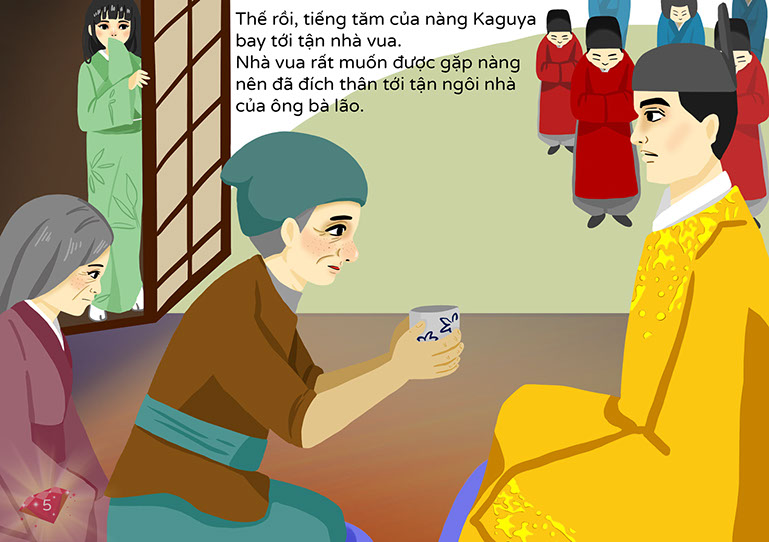 Thế rồi, tiếng tăm của nàng Kaguya
bay tới tận nhà vua.
Nhà vua rất muốn được gặp nàng
nên đã đích thân tới tận ngôi nhà
của ông bà lão.
5